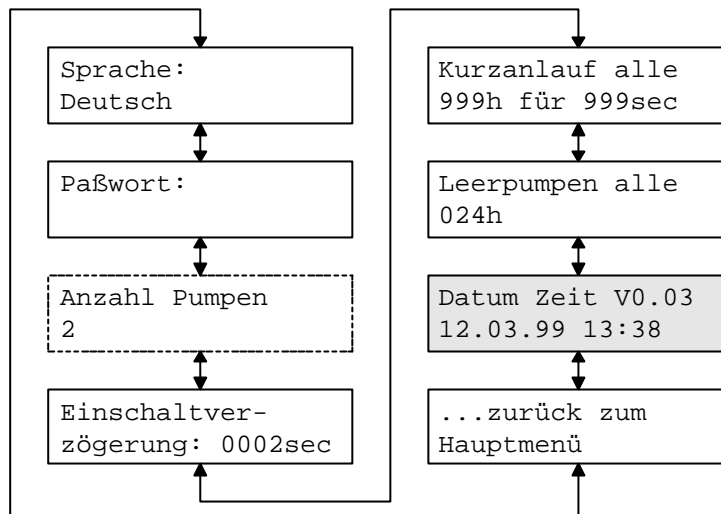 Sprache:
Deutsch
Paßwort:
Anzahl Pumpen
2
Einschaltver-
zögerung: 0002sec
Kurzanlauf alle
999h für 999sec
Leerpumpen alle
024h
Datum Zeit V0.03
12.03.99 13:38
...zurück zum
Hauptmenü